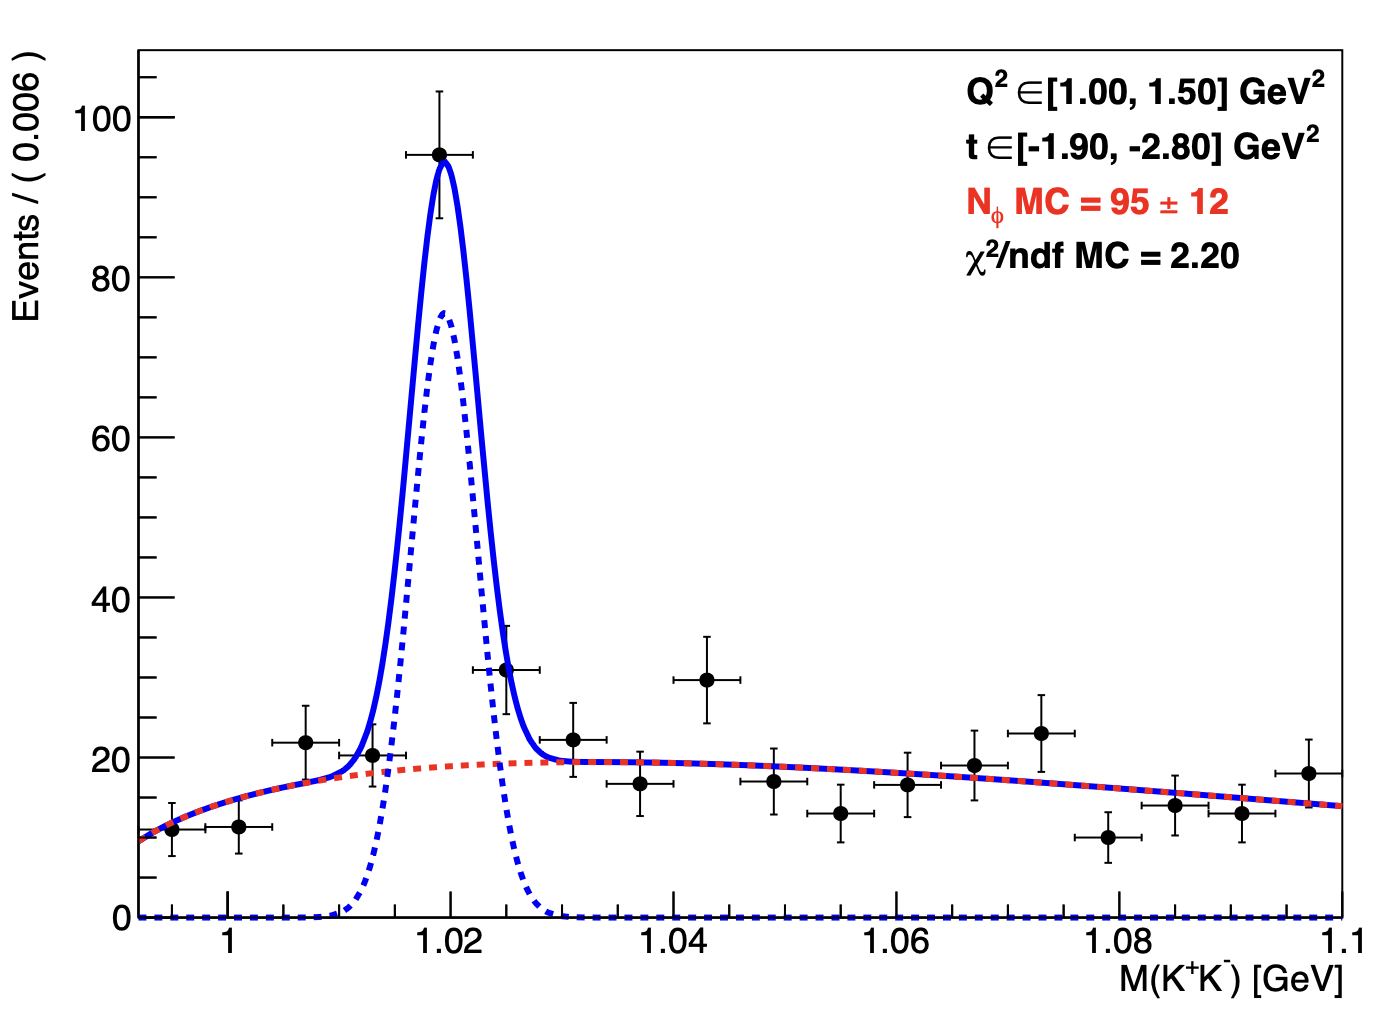 Events / ( 0.006 )
100
80
60
40
20
0
Q² ∈[1.00, 1.50] GeV²
t ∈[-1.90, -2.80] GeV²
N_ϕ MC = 95 ± 12
χ²/ndf MC = 2.20
1 1.02 1.04 1.06 1.08 1.1
M(K⁺K⁻) [GeV]